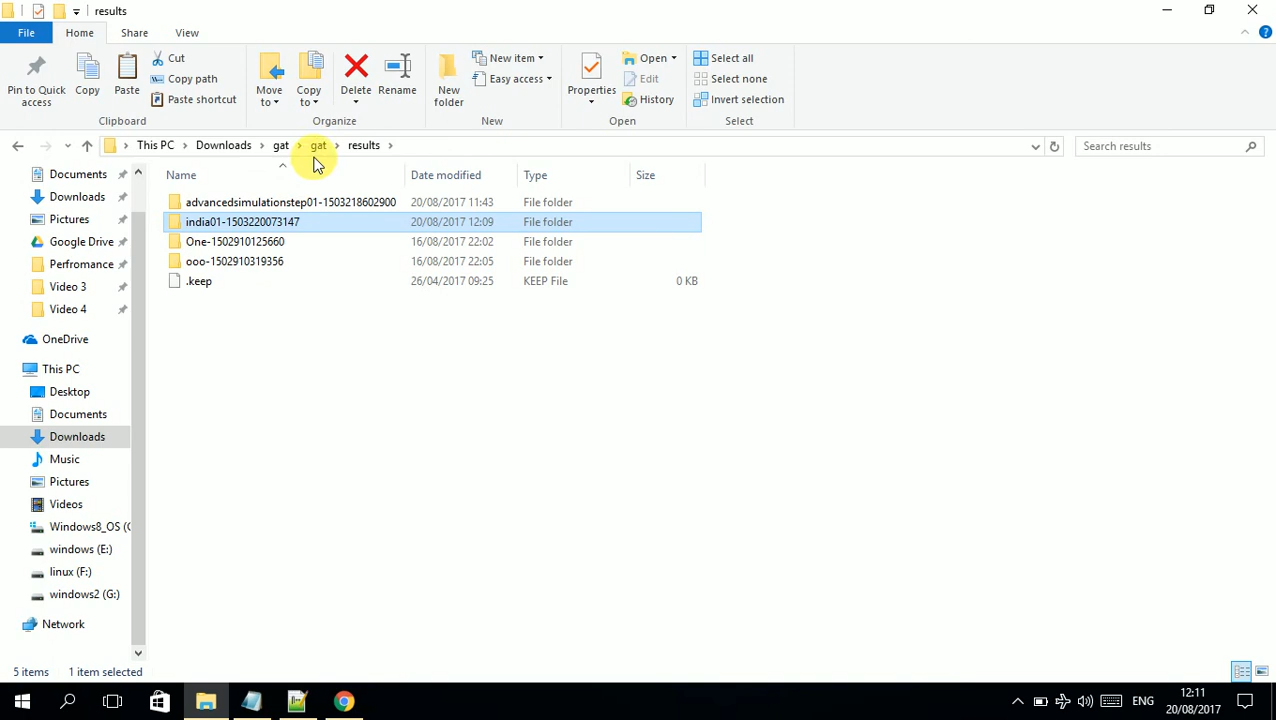 results
File
Home
Share
View
Pin to Quick access
Copy
Paste
Cut
Copy path
Paste shortcut
Clipboard
Move to
Copy to
Delete
Rename
Organize
New folder
New item
Easy access
New
Properties
Open
Edit
History
Open
Select all
Select none
Invert selection
Select
This PC
Downloads
gat
gat
results
Search results
Name
Date modified
Type
Size
advancedsimulationstep01-1503218602900 20/08/2017 11:43 File folder
india01-1503220073147 20/08/2017 12:09 File folder
One-1502910125660 16/08/2017 22:02 File folder
ooo-1502910319356 16/08/2017 22:05 File folder
.keep 26/04/2017 09:25 KEEP File 0 KB
Documents
Downloads
Pictures
Google Drive
Perfromance
Video 3
Video 4
OneDrive
This PC
Desktop
Documents
Downloads
Music
Pictures
Videos
Windows8_OS (C
windows (E:)
linux (F:)
windows2 (G:)
Network
5 items
1 item selected
ENG
12:11
20/08/2017